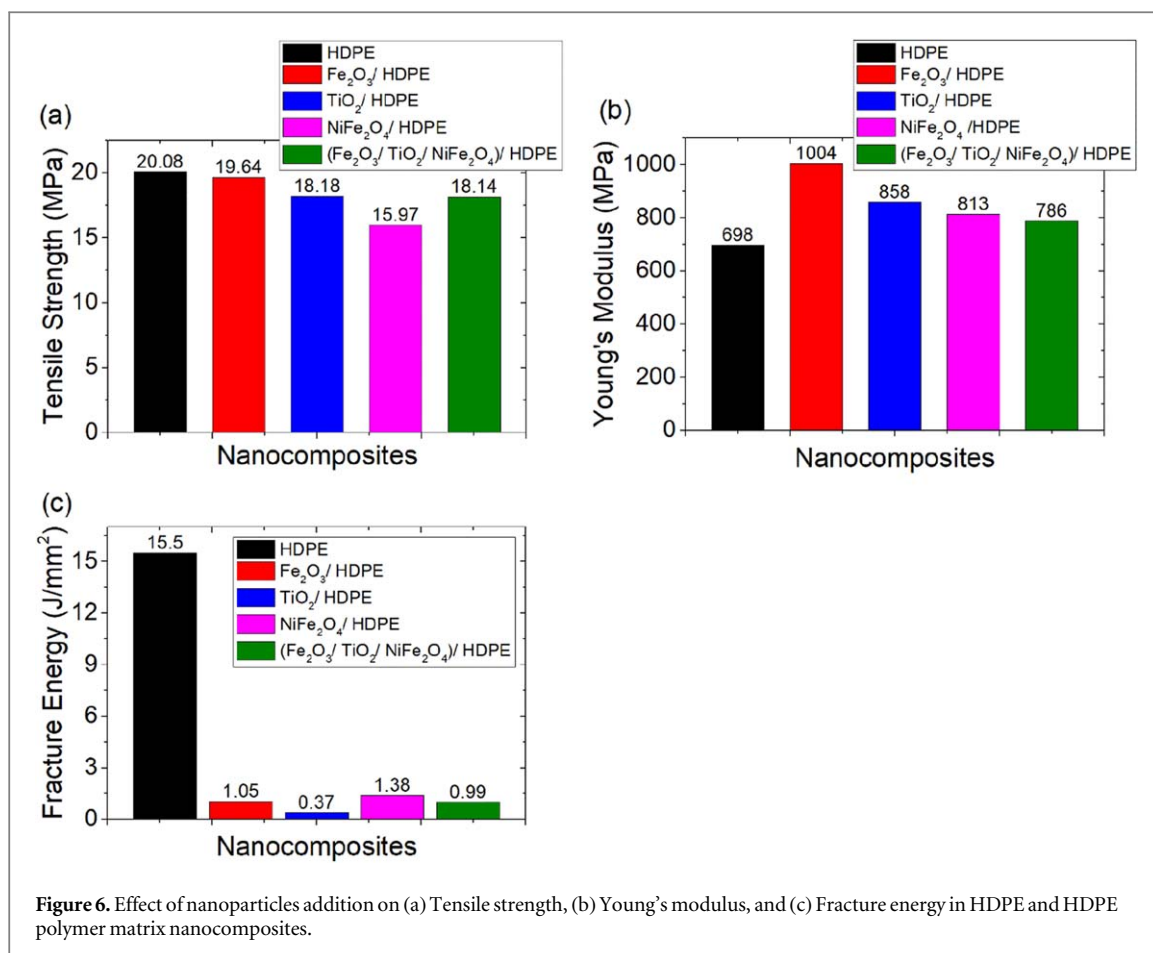 HDPE
Fe₂O₃/ HDPE
TiO₂/ HDPE
NiFe₂O₄/ HDPE
(Fe₂O₃/ TiO₂/ NiFe₂O₄)/ HDPE
(a)
Tensile Strength (MPa)
20
15
10
5
0
20.08
19.64
18.18
15.97
18.14
Nanocomposites
HDPE
Fe₂O₃/ HDPE
TiO₂/ HDPE
NiFe₂O₄ /HDPE
(Fe₂O₃/ TiO₂/ NiFe₂O₄)/ HDPE
(b)
Young's Modulus (MPa)
1000
800
600
400
200
0
698
1004
858
813
786
Nanocomposites
(c)
Fracture Energy (J/mm²)
15
12
9
6
3
0
15.5
1.05
0.37
1.38
0.99
HDPE
Fe₂O₃/ HDPE
TiO₂/ HDPE
NiFe₂O₄/ HDPE
(Fe₂O₃/ TiO₂/ NiFe₂O₄)/ HDPE
Nanocomposites
Figure 6. Effect of nanoparticles addition on (a) Tensile strength, (b) Young's modulus, and (c) Fracture energy in HDPE and HDPE
polymer matrix nanocomposites.